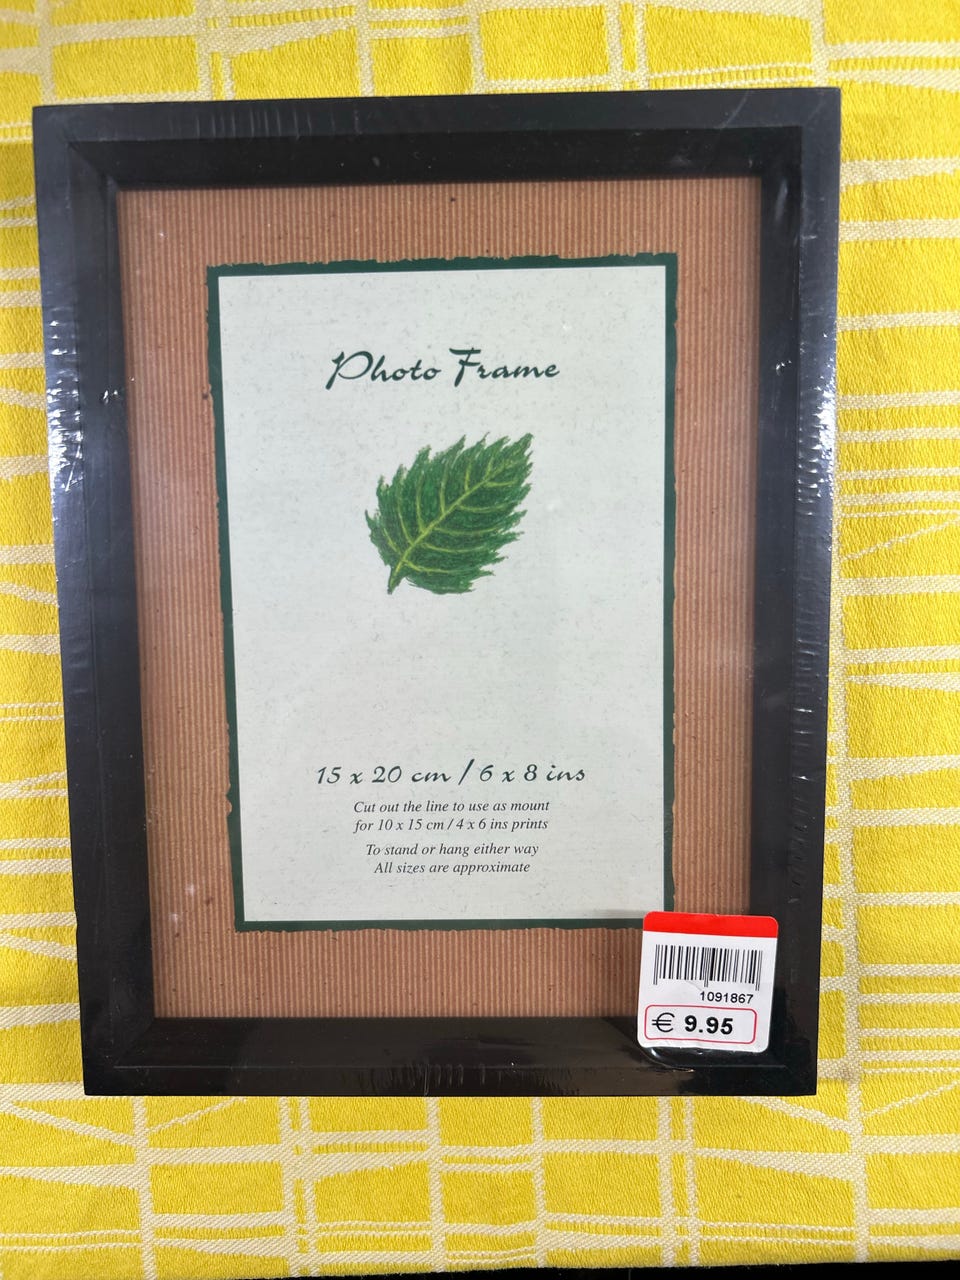 Photo Frame
15 x 20 cm / 6 x 8 ins
Cut out the line to use as mount
for 10 x 15 cm / 4 x 6 ins prints
To stand or hang either way
All sizes are approximate
1091867
€ 9.95